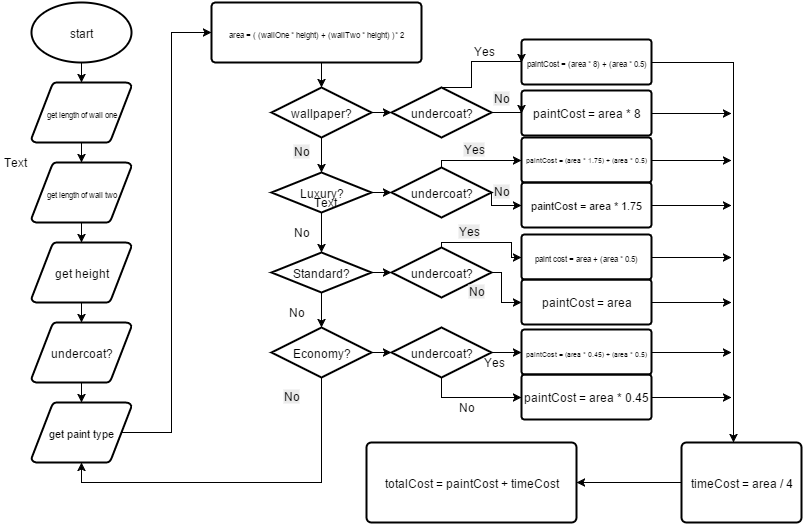 start
get length of wall one
Text
get length of wall two
get height
undercoat?
get paint type
area = ( (wallOne * height) + (wallTwo * height) )* 2
wallpaper?
undercoat?
Yes
paintCost = (area * 8) + (area * 0.5)
No
paintCost = area * 8
No
Luxury?
Text
undercoat?
Yes
paintCost = (area * 1.75) + (area * 0.5)
No
paintCost = area * 1.75
No
Standard?
undercoat?
Yes
paint cost = area + (area * 0.5)
No
paintCost = area
No
Economy?
undercoat?
Yes
paintCost = (area * 0.45) + (area * 0.5)
No
paintCost = area * 0.45
No
timeCost = area / 4
totalCost = paintCost + timeCost